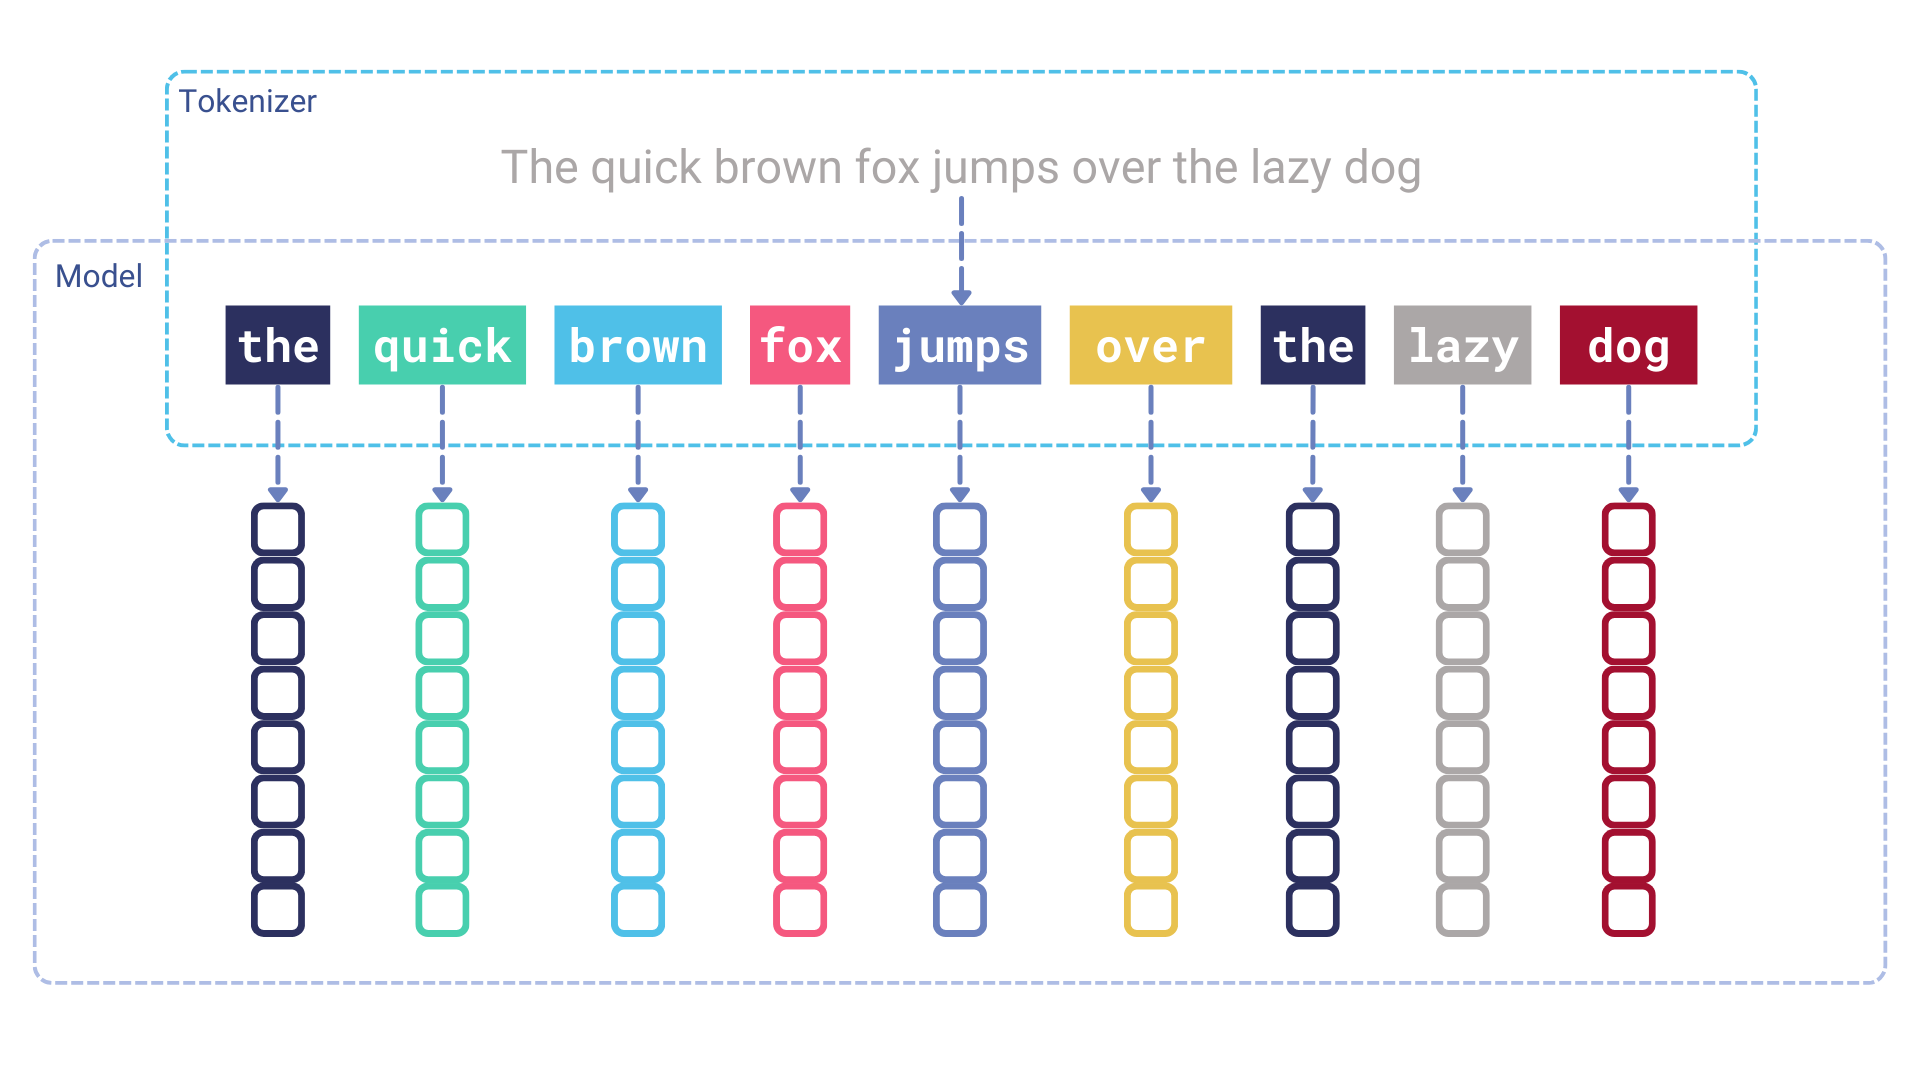 Tokenizer
The quick brown fox jumps over the lazy dog
Model
the quick brown fox jumps over the lazy dog